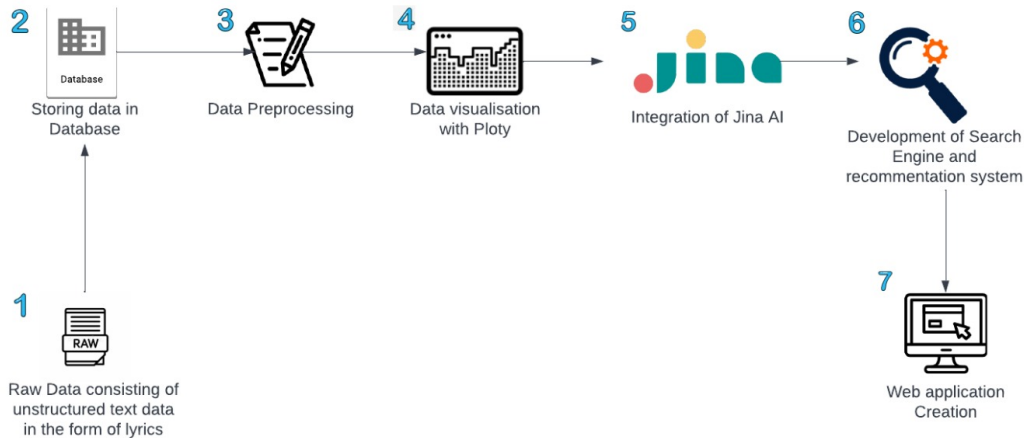 1
RAW
Raw Data consisting of
unstructured text data
in the form of lyrics
2
Database
Storing data in
Database
3
Data Preprocessing
4
Data visualisation
with Ploty
5
jina
Integration of Jina AI
6
Development of Search
Engine and
recommentation system
7
Web application
Creation